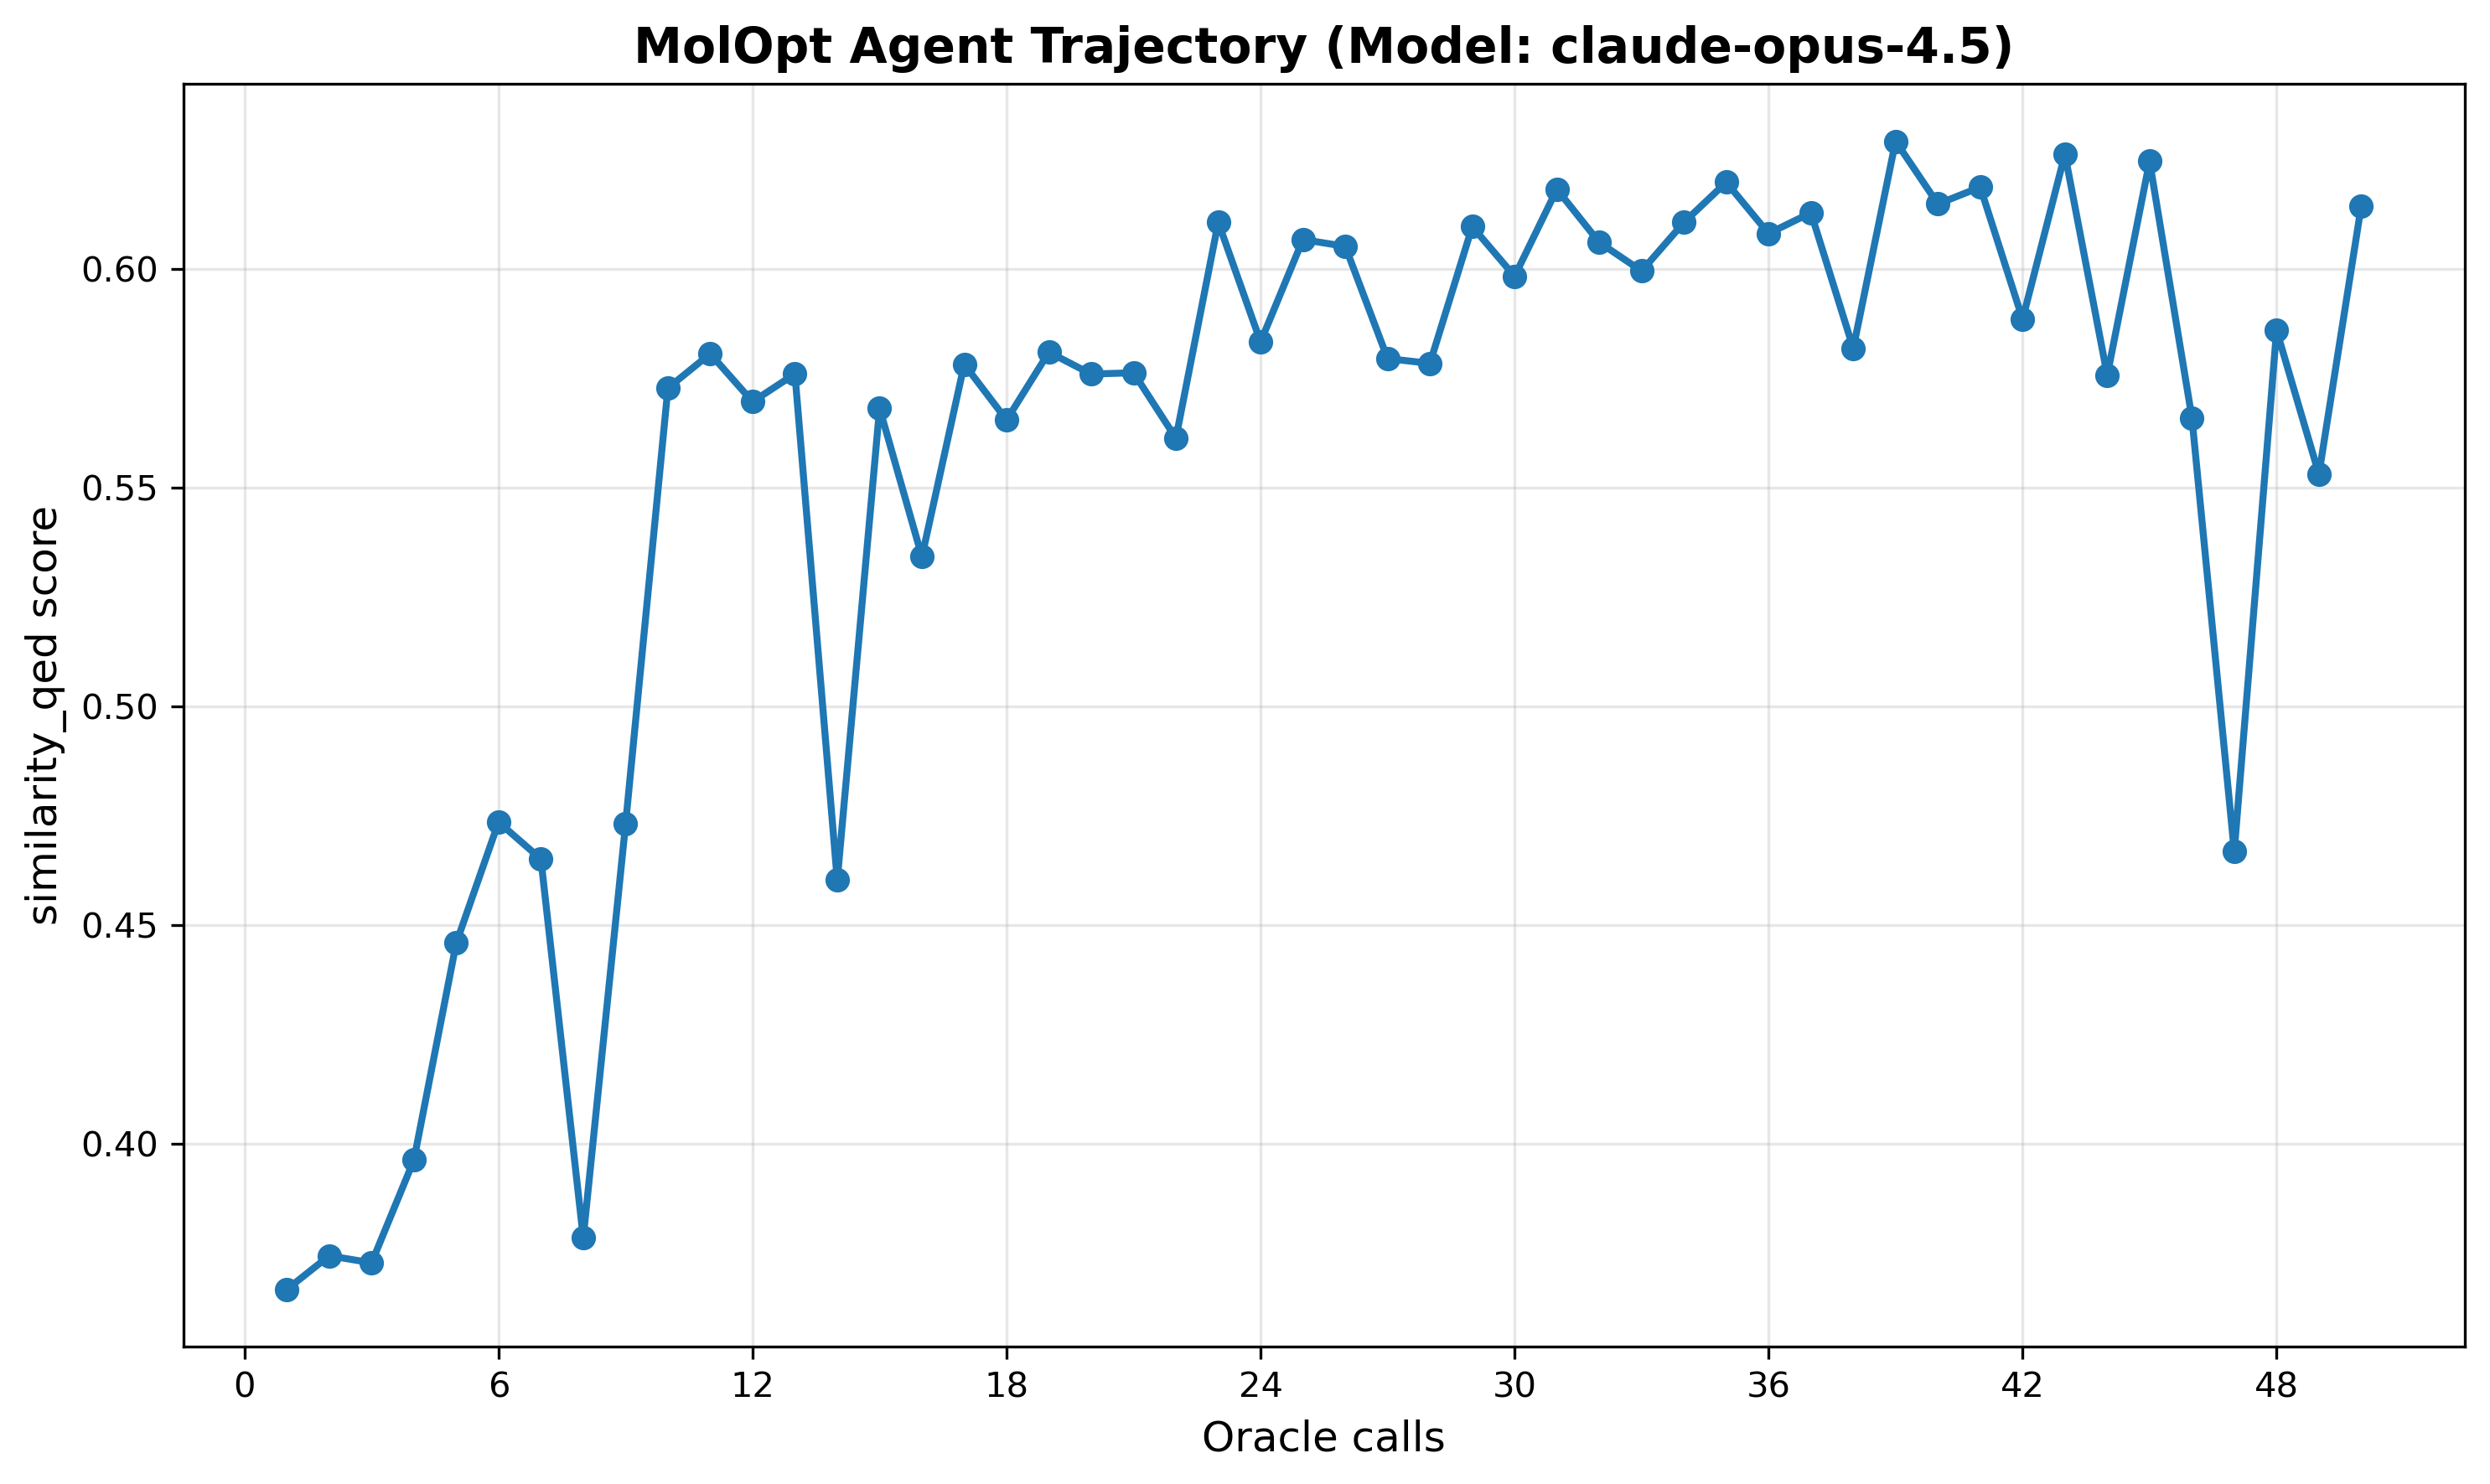 MolOpt Agent Trajectory (Model: claude-opus-4.5)
similarity_qed score
0.60
0.55
0.50
0.45
0.40
0 6 12 18 24 30 36 42 48
Oracle calls